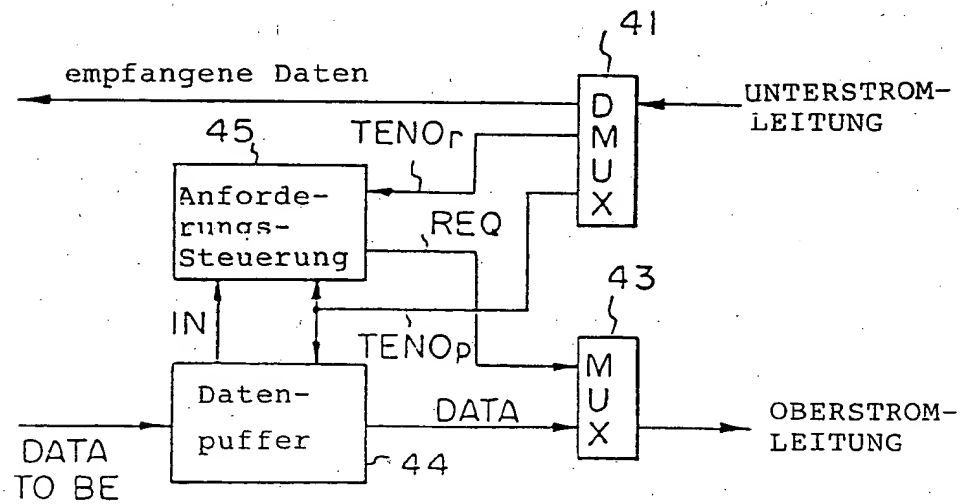 41
empfangene Daten
D
M
U
X
UNTERSTROM-
LEITUNG
45
TENOr
Anforde-
rungs-
Steuerung
REQ
43
IN
TENOp
M
U
X
Daten-
puffer
DATA
OBERSTROM-
LEITUNG
44
DATA
TO BE